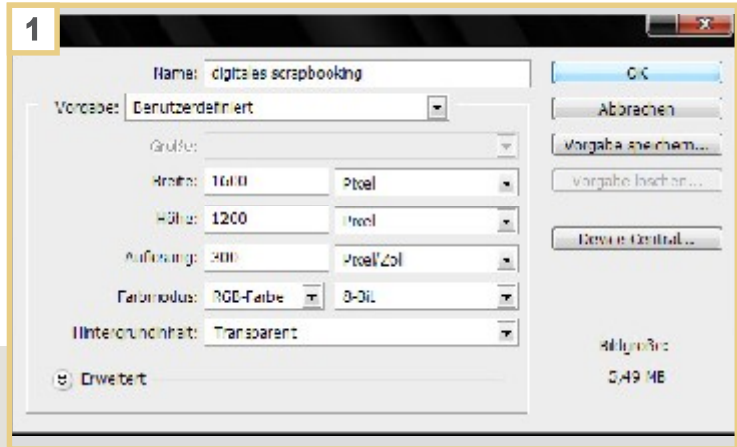 1
Name: digitales scrapbooking
OK
Vorgabe: Benutzerdefiniert
Abbrechen
Größe:
Vorgabe speichern...
Breite: 1600 Pixel
Vorgabe löschen...
Höhe: 1200 Pixel
Auflösung: 300 Pixel/Zoll
Device Central...
Farbmodus: RGB-Farbe 8-Bit
Hintergrundinhalt: Transparent
Bildgröße:
Erweitert
5,49 MB